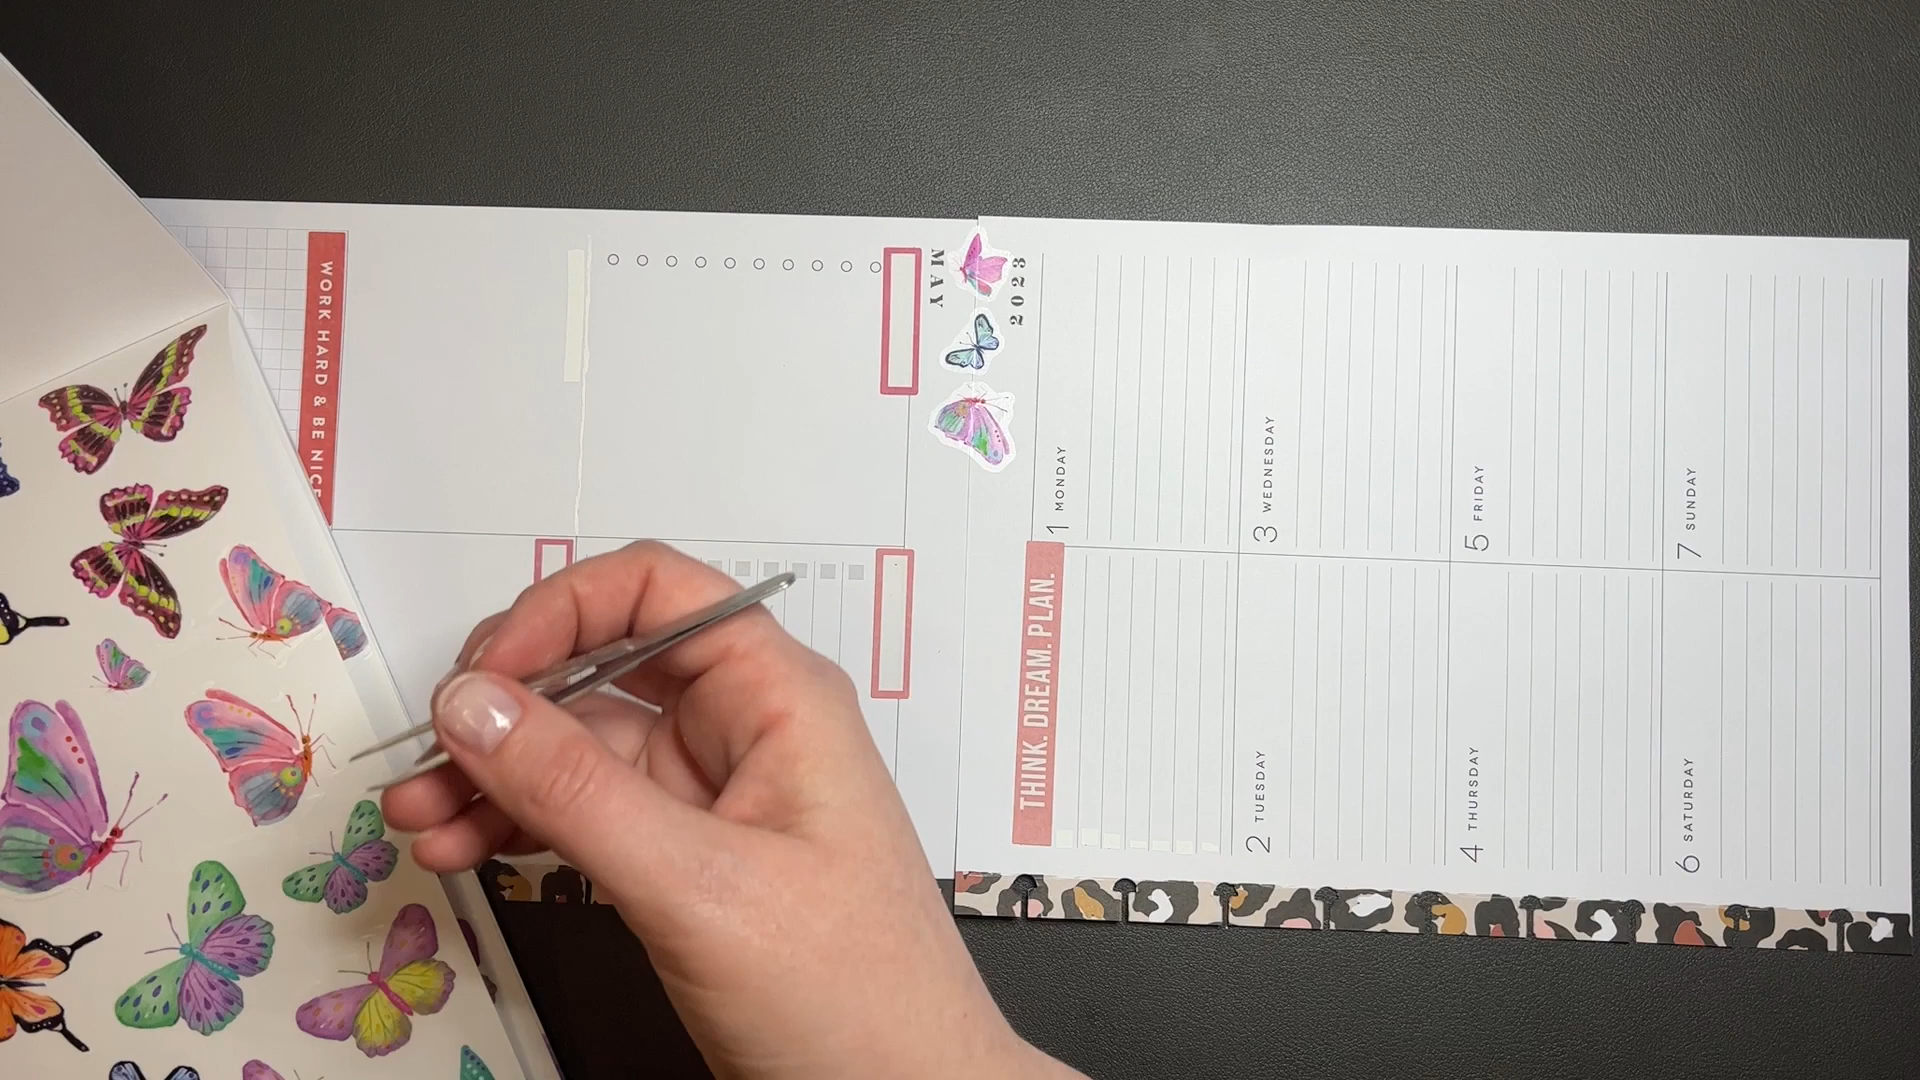 WORK HARD & BE NICE
MAY
2023
THINK. DREAM. PLAN.
1 MONDAY
2 TUESDAY
3 WEDNESDAY
4 THURSDAY
5 FRIDAY
6 SATURDAY
7 SUNDAY